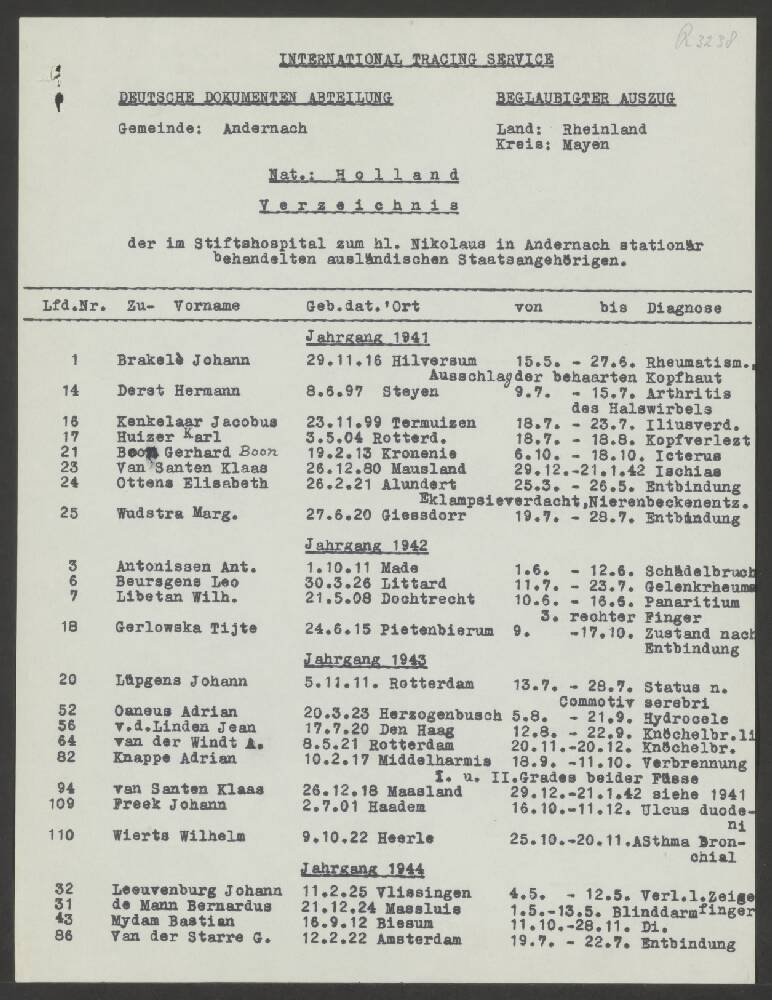 R 3238
INTERNATIONAL TRACING SERVICE
DEUTSCHE DOKUMENTEN ABTEILUNG BEGLAUBIGTER AUSZUG
Gemeinde: Andernach Land: Rheinland
Kreis: Mayen
Nat.: H o l l a n d
V e r z e i c h n i s
der im Stiftshospital zum hl. Nikolaus in Andernach stationär
behandelten ausländischen Staatsangehörigen.
Lfd.Nr. Zu- Vorname Geb.dat.'Ort von bis Diagnose
Jahrgang 1941
1 Brakelè Johann 29.11.16 Hilversum 15.5. - 27.6. Rheumatism.,
Ausschlag der behaarten Kopfhaut
14 Derst Hermann 8.6.97 Steyen 9.7. - 15.7. Arthritis
des Halswirbels
16 Kenkelaar Jacobus 23.11.99 Termuizen 18.7. - 23.7. Iliusverd.
17 Huizer Karl 3.5.04 Rotterd. 18.7. - 18.8. Kopfverlezt
21 Gerhard Boon 19.2.13 Kronenie 6.10. - 18.10. Icterus
23 Van Santen Klaas 26.12.80 Mausland 29.12.-21.1.42 Ischias
24 Ottens Elisabeth 26.2.21 Alundert 25.3. - 26.5. Entbindung
Eklampsieverdacht,Nierenbeckenentz.
25 Wudstra Marg. 27.6.20 Giessdorr 19.7. - 28.7. Entbindung
Jahrgang 1942
3 Antonissen Ant. 1.10.11 Made 1.6. - 12.6. Schädelbruch
6 Beursgens Leo 30.3.26 Littard 11.7. - 23.7. Gelenkrheuma
7 Libetan Wilh. 21.5.08 Dochtrecht 10.6. - 16.6. Panaritium
3. rechter Finger
18 Gerlowska Tijte 24.6.15 Pietenbierum 9. -17.10. Zustand nach
Entbindung
Jahrgang 1943
20 Lüpgens Johann 5.11.11. Rotterdam 13.7. - 28.7. Status n.
Commotiv serebri
52 Oaneus Adrian 20.3.23 Herzogenbusch 5.8. - 21.9. Hydrocele
56 v.d.Linden Jean 17.7.20 Den Haag 12.8. - 22.9. Knöchelbr.li
64 van der Windt A. 8.5.21 Rotterdam 20.11.-20.12. Knöchelbr.
82 Knappe Adrian 10.2.17 Middelharmis 18.9. -11.10. Verbrennung
I. u. II.Grades beider Füsse
94 van Santen Klaas 26.12.18 Maasland 29.12.-21.1.42 siehe 1941
109 Freek Johann 2.7.01 Haadem 16.10.-11.12. Ulcus duode-
ni
110 Wierts Wilhelm 9.10.22 Heerle 25.10.-20.11.ASthma Bron-
chial
Jahrgang 1944
32 Leeuvenburg Johann 11.2.25 Vlissingen 4.5. - 12.5. Verl.l.Zeige
finger
31 de Mann Bernardus 21.12.24 Massluis 1.5.-13.5. Blinddarm
43 Mydam Bastian 16.9.12 Biesum 11.10.-28.11. Di.
86 Van der Starre G. 12.2.22 Amsterdam 19.7. - 22.7. Entbindung